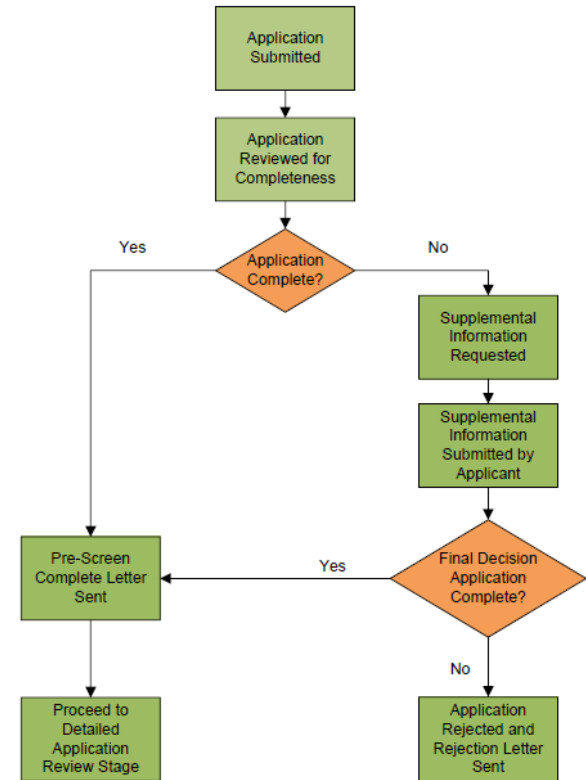 Application
Submitted
Application
Reviewed for
Completeness
Yes
Application
Complete?
No
Supplemental
Information
Requested
Supplemental
Information
Submitted by
Applicant
Pre-Screen
Complete Letter
Sent
Yes
Final Decision
Application
Complete?
No
Proceed to
Detailed
Application
Review Stage
Application
Rejected and
Rejection Letter
Sent